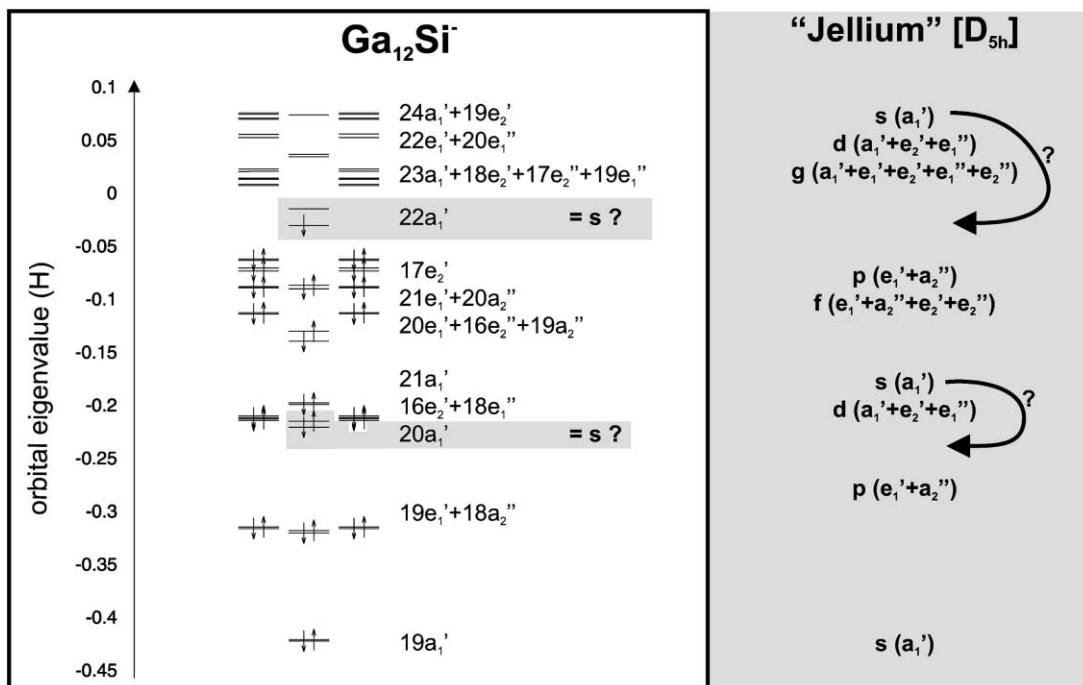 Ga₁₂Si⁻
"Jellium" [D₅ₕ]
orbital eigenvalue (H)
0.1
0.05
0
-0.05
-0.1
-0.15
-0.2
-0.25
-0.3
-0.35
-0.4
-0.45
24a₁'+19e₂'
22e₁'+20e₁''
23a₁'+18e₂'+17e₂''+19e₁''
22a₁' = s ?
17e₂'
21e₁'+20a₂''
20e₁'+16e₂''+19a₂''
21a₁'
16e₂'+18e₁''
20a₁' = s ?
19e₁'+18a₂''
19a₁'
s (a₁')
d (a₁'+e₂'+e₁'')
?
g (a₁'+e₁'+e₂'+e₁''+e₂'')
p (e₁'+a₂'')
f (e₁'+a₂''+e₂'+e₂'')
s (a₁')
?
d (a₁'+e₂'+e₁'')
p (e₁'+a₂'')
s (a₁')